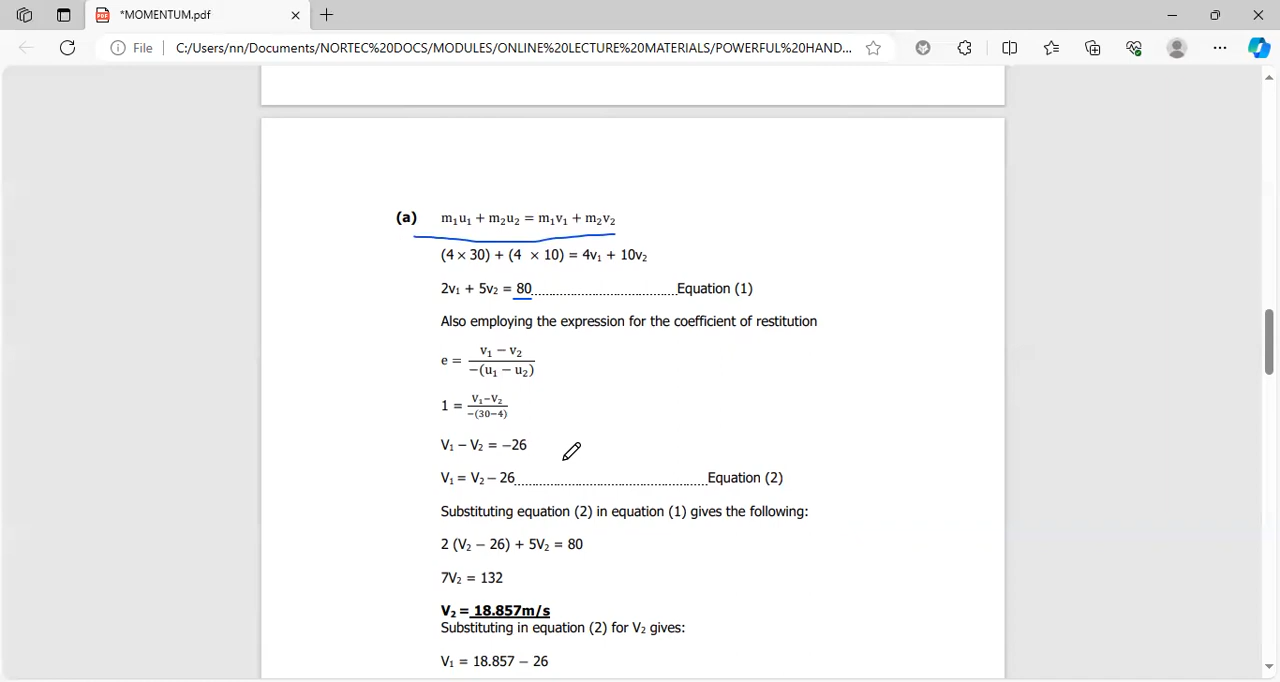 *MOMENTUM.pdf
File C:/Users/nn/Documents/NORTEC%20DOCS/MODULES/ONLINE%20LECTURE%20MATERIALS/POWERFUL%20HAND...
(a) m₁u₁ + m₂u₂ = m₁v₁ + m₂v₂
(4 × 30) + (4 × 10) = 4v₁ + 10v₂
2v₁ + 5v₂ = 80................................Equation (1)
Also employing the expression for the coefficient of restitution
e = (v₁ − v₂)/(−(u₁ − u₂))
1 = (V₁−V₂)/(−(30−4))
V₁ − V₂ = −26
V₁ = V₂ − 26..........................................Equation (2)
Substituting equation (2) in equation (1) gives the following:
2 (V₂ − 26) + 5V₂ = 80
7V₂ = 132
V₂ = 18.857m/s
Substituting in equation (2) for V₂ gives:
V₁ = 18.857 − 26